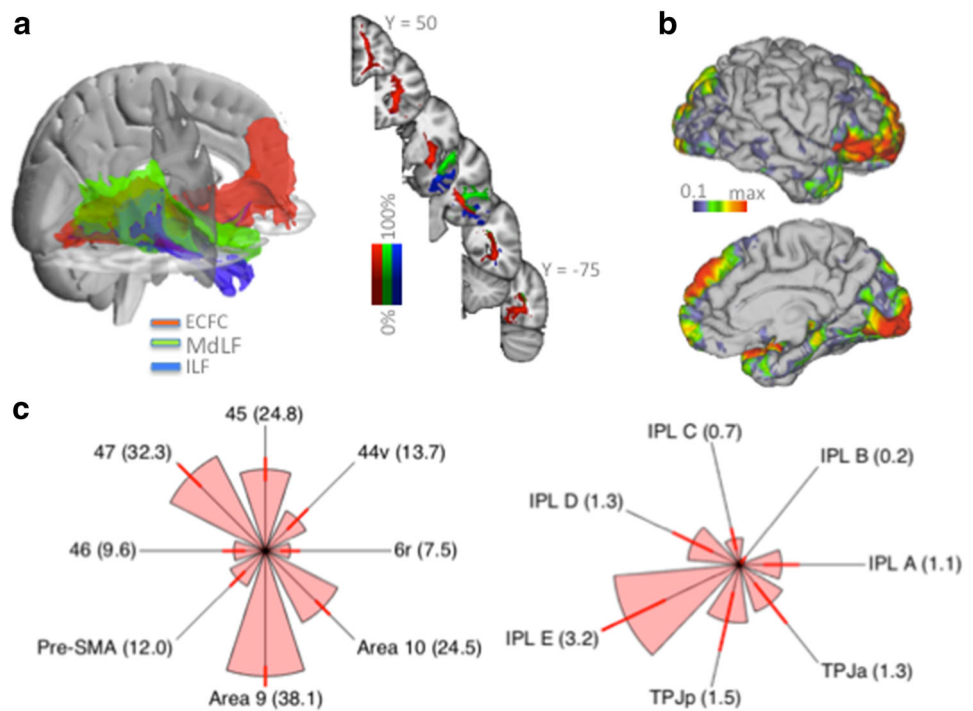 a
Y = 50
b
0.1 max
100%
0%
Y = -75
ECFC
MdLF
ILF
c
45 (24.8)
47 (32.3)
44v (13.7)
46 (9.6)
6r (7.5)
Pre-SMA (12.0)
Area 10 (24.5)
Area 9 (38.1)
IPL C (0.7)
IPL B (0.2)
IPL D (1.3)
IPL A (1.1)
IPL E (3.2)
TPJa (1.3)
TPJp (1.5)